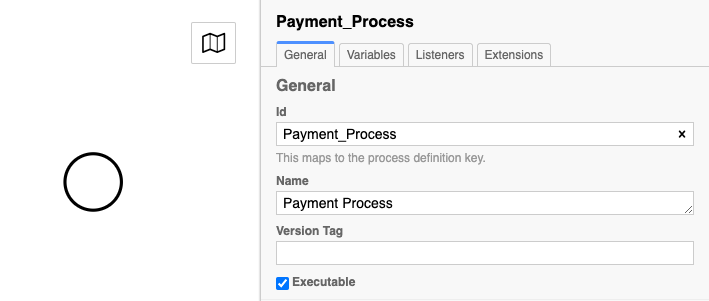 Payment_Process
General Variables Listeners Extensions
General
Id
Payment_Process
This maps to the process definition key.
Name
Payment Process
Version Tag
Executable